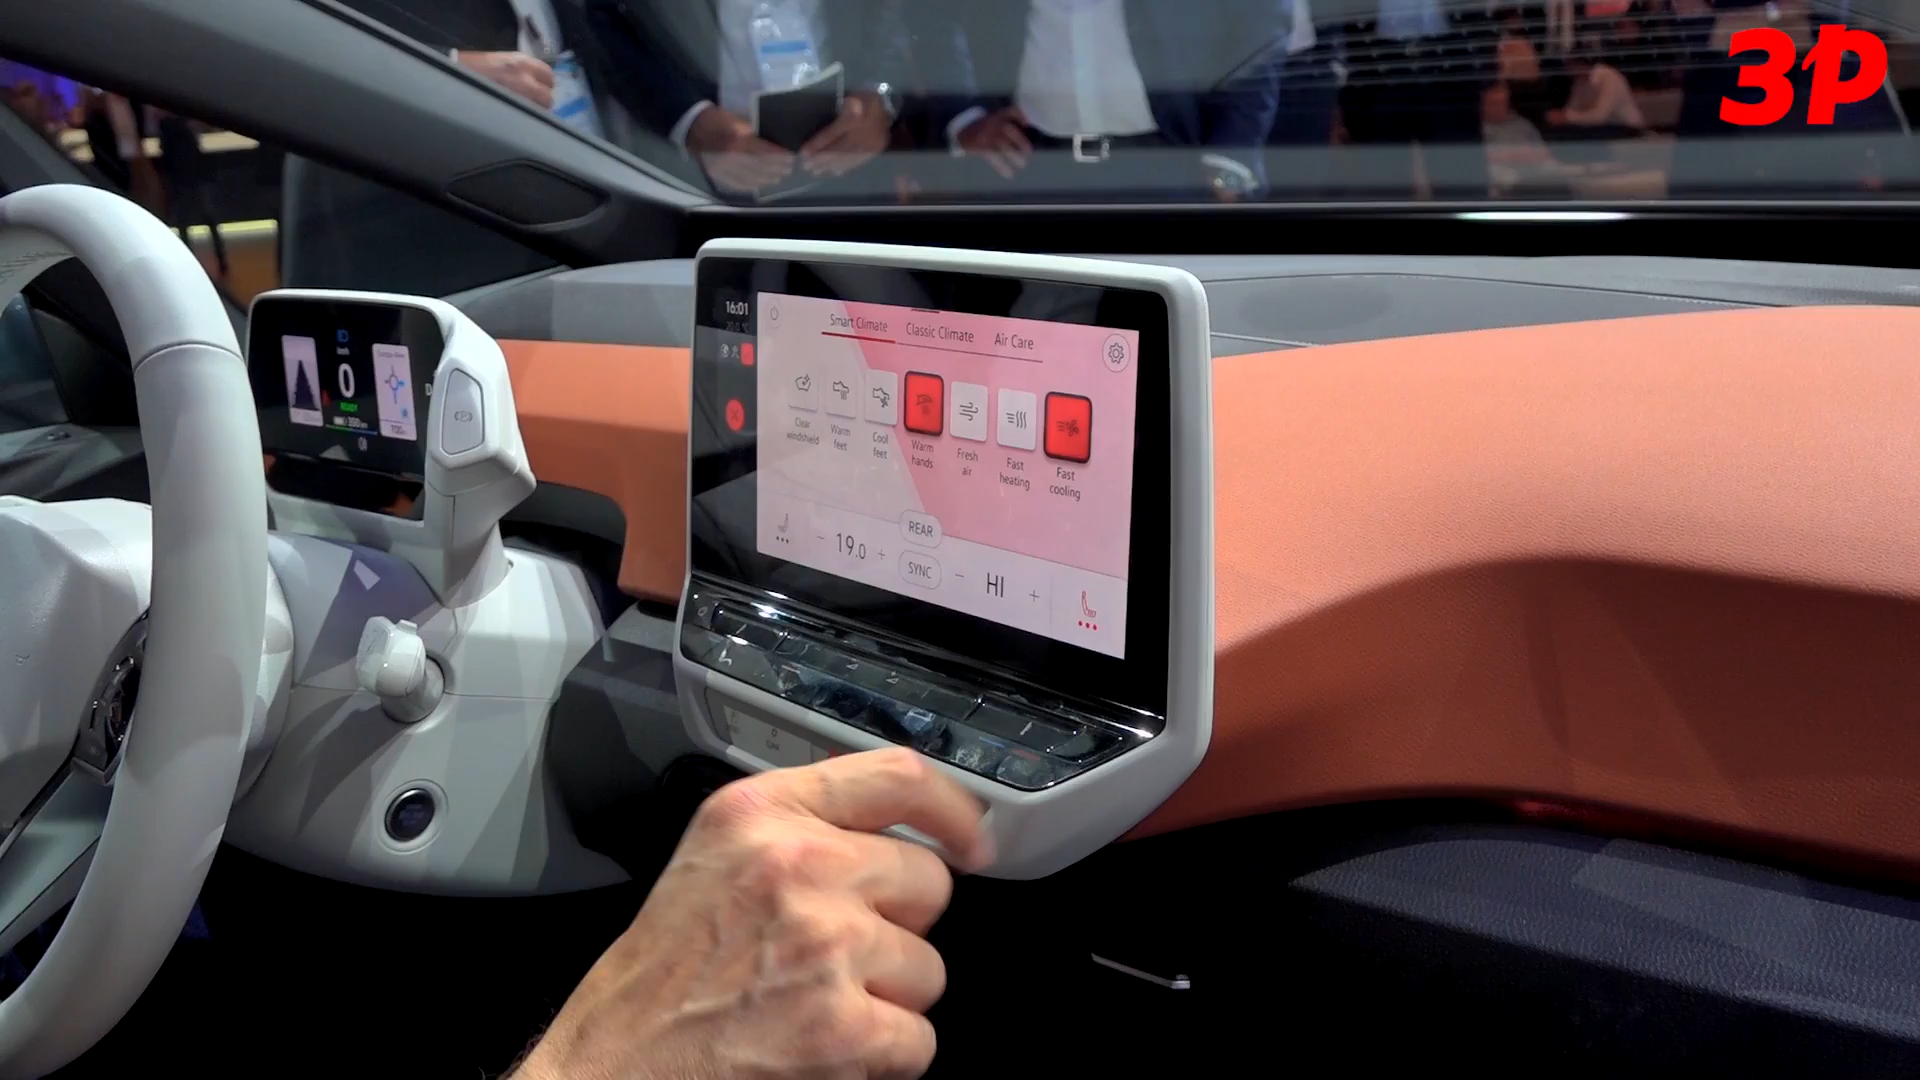 ЗР
16:01
Smart Climate
Classic Climate
Air Care
Clear windshield
Warm feet
Cool feet
Warm hands
Fresh air
Fast heating
Fast cooling
REAR
19.0
SYNC
HI
0
READY